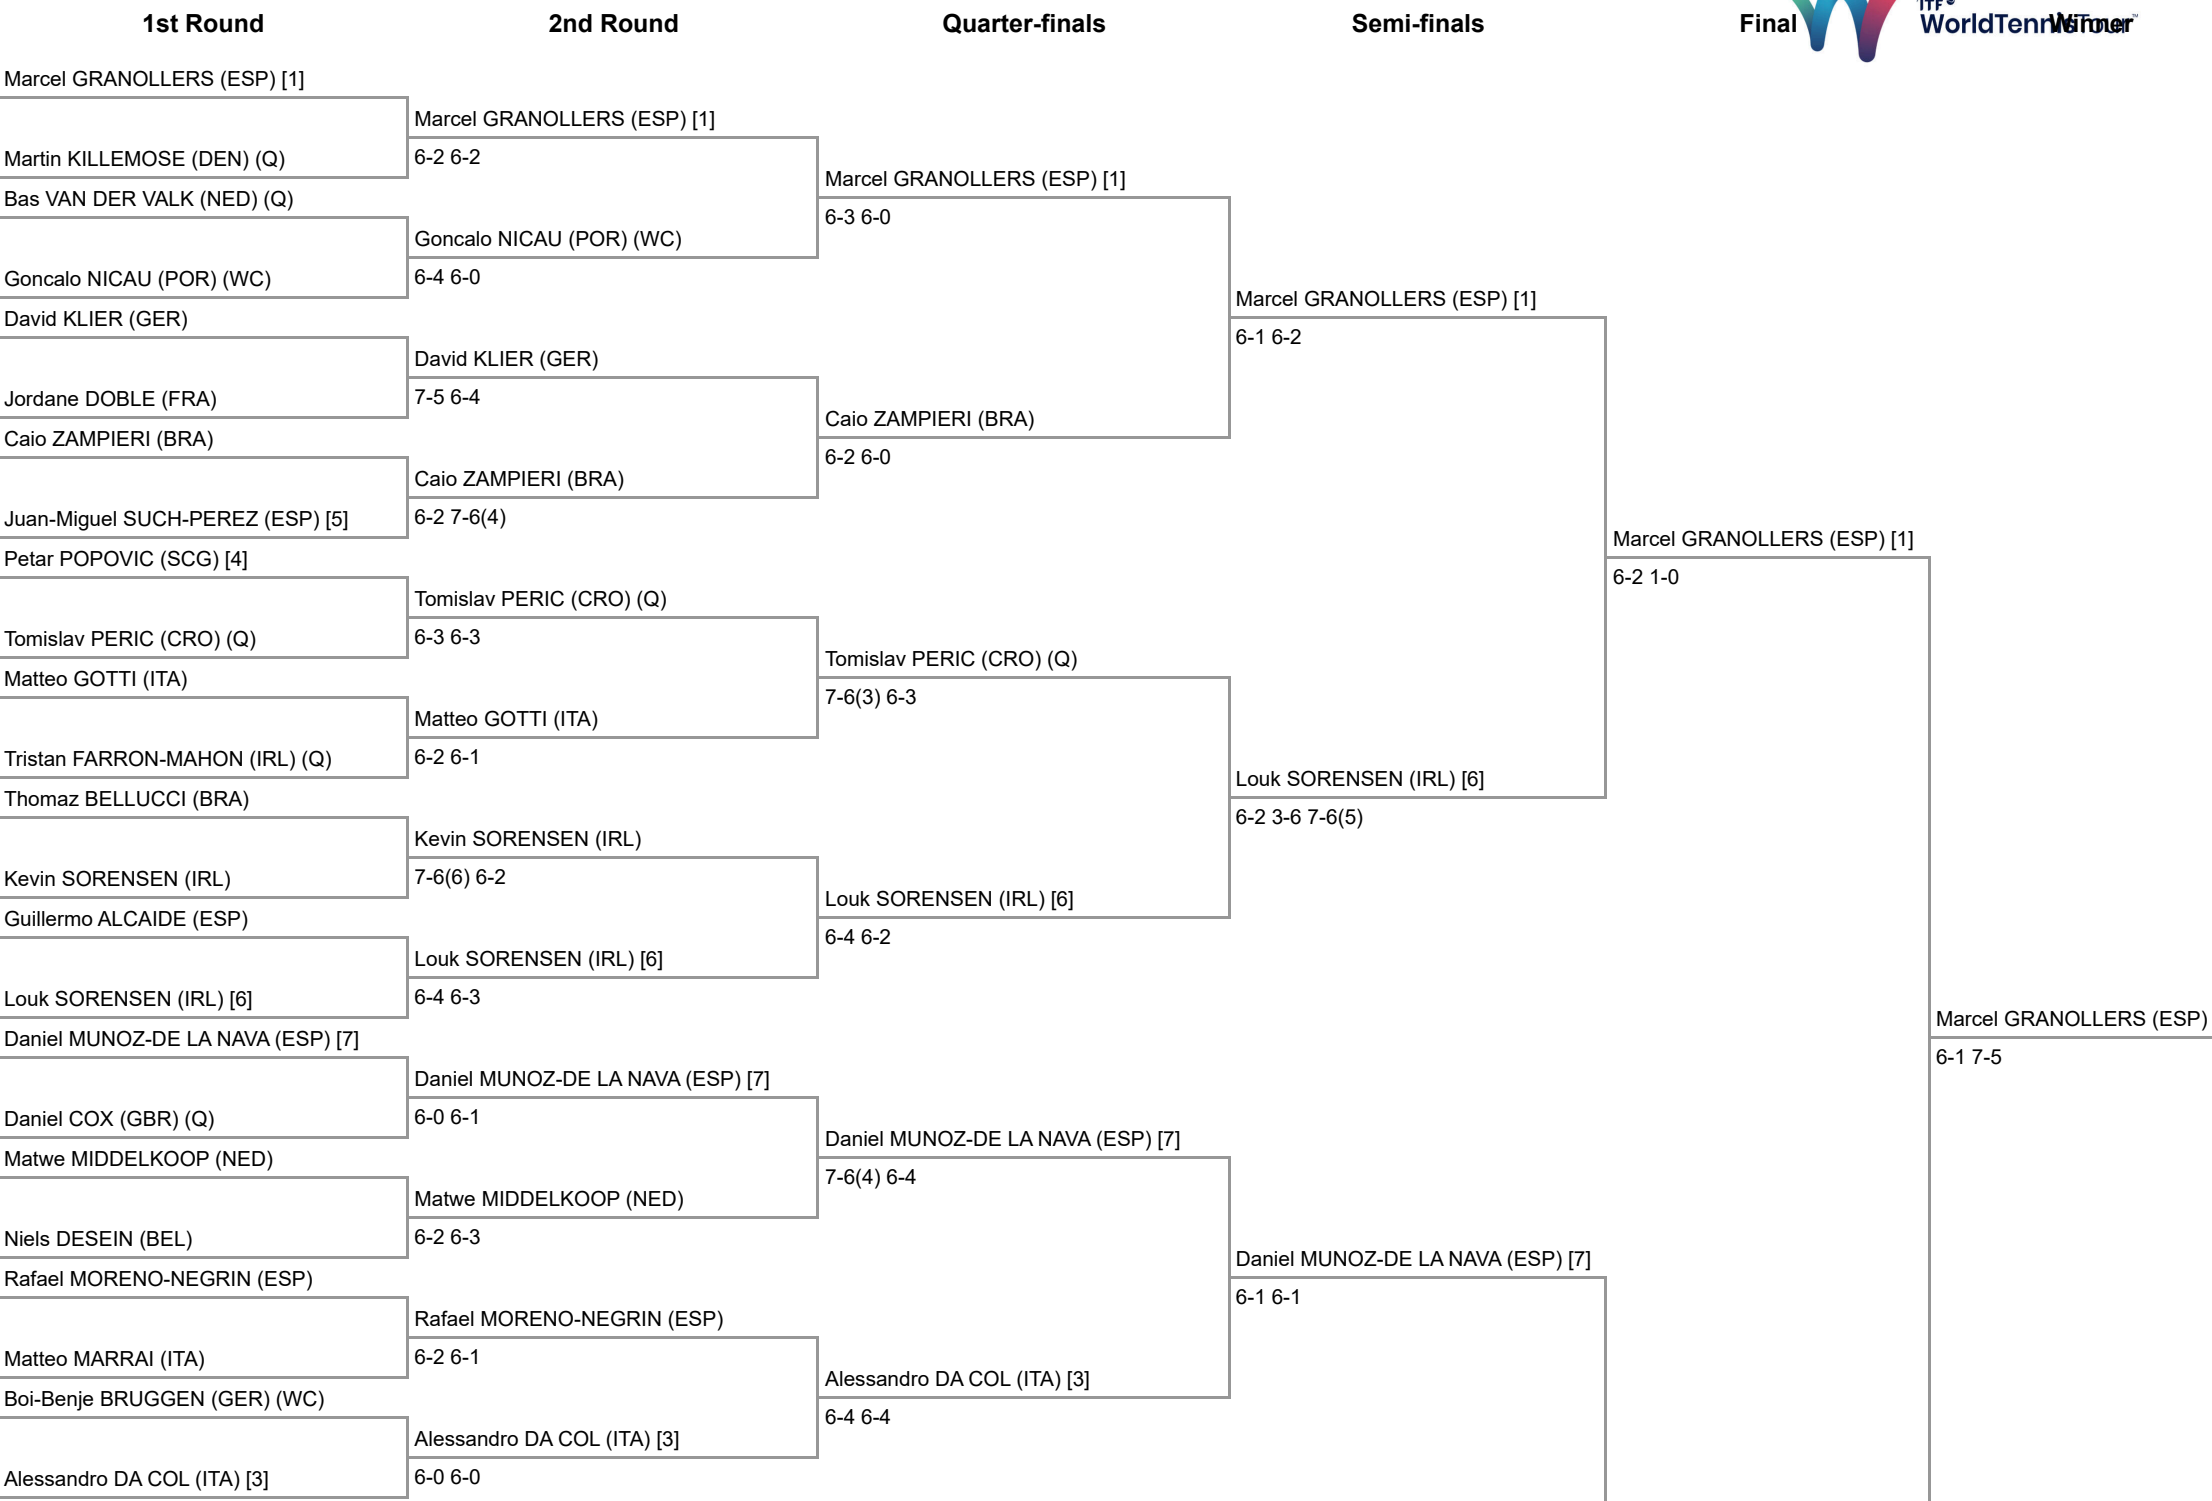 1st Round
2nd Round
Quarter-finals
Semi-finals
Final
Winner
ITF
WorldTennisTour
Marcel GRANOLLERS (ESP) [1]
Martin KILLEMOSE (DEN) (Q)
Bas VAN DER VALK (NED) (Q)
Goncalo NICAU (POR) (WC)
David KLIER (GER)
Jordane DOBLE (FRA)
Caio ZAMPIERI (BRA)
Juan-Miguel SUCH-PEREZ (ESP) [5]
Petar POPOVIC (SCG) [4]
Tomislav PERIC (CRO) (Q)
Matteo GOTTI (ITA)
Tristan FARRON-MAHON (IRL) (Q)
Thomaz BELLUCCI (BRA)
Kevin SORENSEN (IRL)
Guillermo ALCAIDE (ESP)
Louk SORENSEN (IRL) [6]
Daniel MUNOZ-DE LA NAVA (ESP) [7]
Daniel COX (GBR) (Q)
Matwe MIDDELKOOP (NED)
Niels DESEIN (BEL)
Rafael MORENO-NEGRIN (ESP)
Matteo MARRAI (ITA)
Boi-Benje BRUGGEN (GER) (WC)
Alessandro DA COL (ITA) [3]
Marcel GRANOLLERS (ESP) [1]
6-2 6-2
Goncalo NICAU (POR) (WC)
6-4 6-0
David KLIER (GER)
7-5 6-4
Caio ZAMPIERI (BRA)
6-2 7-6(4)
Tomislav PERIC (CRO) (Q)
6-3 6-3
Matteo GOTTI (ITA)
6-2 6-1
Kevin SORENSEN (IRL)
7-6(6) 6-2
Louk SORENSEN (IRL) [6]
6-4 6-3
Daniel MUNOZ-DE LA NAVA (ESP) [7]
6-0 6-1
Matwe MIDDELKOOP (NED)
6-2 6-3
Rafael MORENO-NEGRIN (ESP)
6-2 6-1
Alessandro DA COL (ITA) [3]
6-0 6-0
Marcel GRANOLLERS (ESP) [1]
6-3 6-0
Caio ZAMPIERI (BRA)
6-2 6-0
Tomislav PERIC (CRO) (Q)
7-6(3) 6-3
Louk SORENSEN (IRL) [6]
6-4 6-2
Daniel MUNOZ-DE LA NAVA (ESP) [7]
7-6(4) 6-4
Alessandro DA COL (ITA) [3]
6-4 6-4
Marcel GRANOLLERS (ESP) [1]
6-1 6-2
Louk SORENSEN (IRL) [6]
6-2 3-6 7-6(5)
Daniel MUNOZ-DE LA NAVA (ESP) [7]
6-1 6-1
Marcel GRANOLLERS (ESP) [1]
6-2 1-0
Marcel GRANOLLERS (ESP)
6-1 7-5